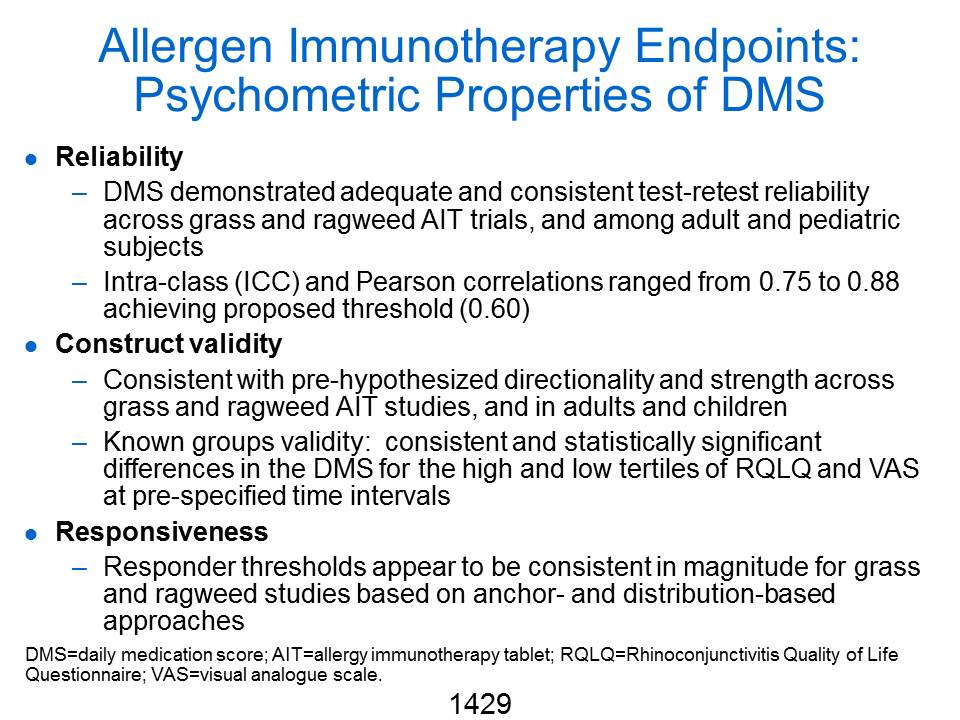 Allergen Immunotherapy Endpoints:
Psychometric Properties of DMS
● Reliability
– DMS demonstrated adequate and consistent test-retest reliability
across grass and ragweed AIT trials, and among adult and pediatric
subjects
– Intra-class (ICC) and Pearson correlations ranged from 0.75 to 0.88
achieving proposed threshold (0.60)
● Construct validity
– Consistent with pre-hypothesized directionality and strength across
grass and ragweed AIT studies, and in adults and children
– Known groups validity: consistent and statistically significant
differences in the DMS for the high and low tertiles of RQLQ and VAS
at pre-specified time intervals
● Responsiveness
– Responder thresholds appear to be consistent in magnitude for grass
and ragweed studies based on anchor- and distribution-based
approaches
DMS=daily medication score; AIT=allergy immunotherapy tablet; RQLQ=Rhinoconjunctivitis Quality of Life
Questionnaire; VAS=visual analogue scale.
1429